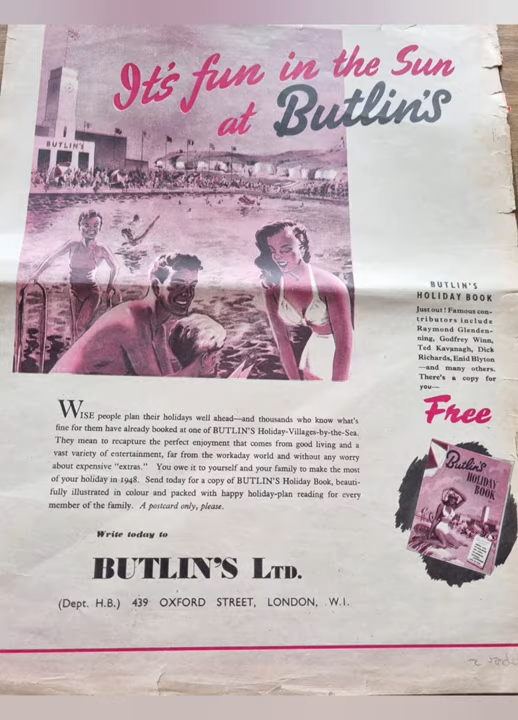 It's fun in the Sun
at Butlin's
BUTLIN'S
BUTLIN'S
HOLIDAY BOOK
Just out! Famous con-
tributors include
Raymond Glenden-
ning, Godfrey Winn,
Ted Kavanagh, Dick
Richards, Enid Blyton
—and many others.
There's a copy for
you—
Free
Butlin's
HOLIDAY
BOOK
WISE people plan their holidays well ahead—and thousands who know what's
fine for them have already booked at one of BUTLIN'S Holiday-Villages-by-the-Sea.
They mean to recapture the perfect enjoyment that comes from good living and a
vast variety of entertainment, far from the workaday world and without any worry
about expensive "extras." You owe it to yourself and your family to make the most
of your holiday in 1948. Send today for a copy of BUTLIN'S Holiday Book, beauti-
fully illustrated in colour and packed with happy holiday-plan reading for every
member of the family. A postcard only, please.
Write today to
BUTLIN'S LTD.
(Dept. H.B.) 439 OXFORD STREET, LONDON, W.1.